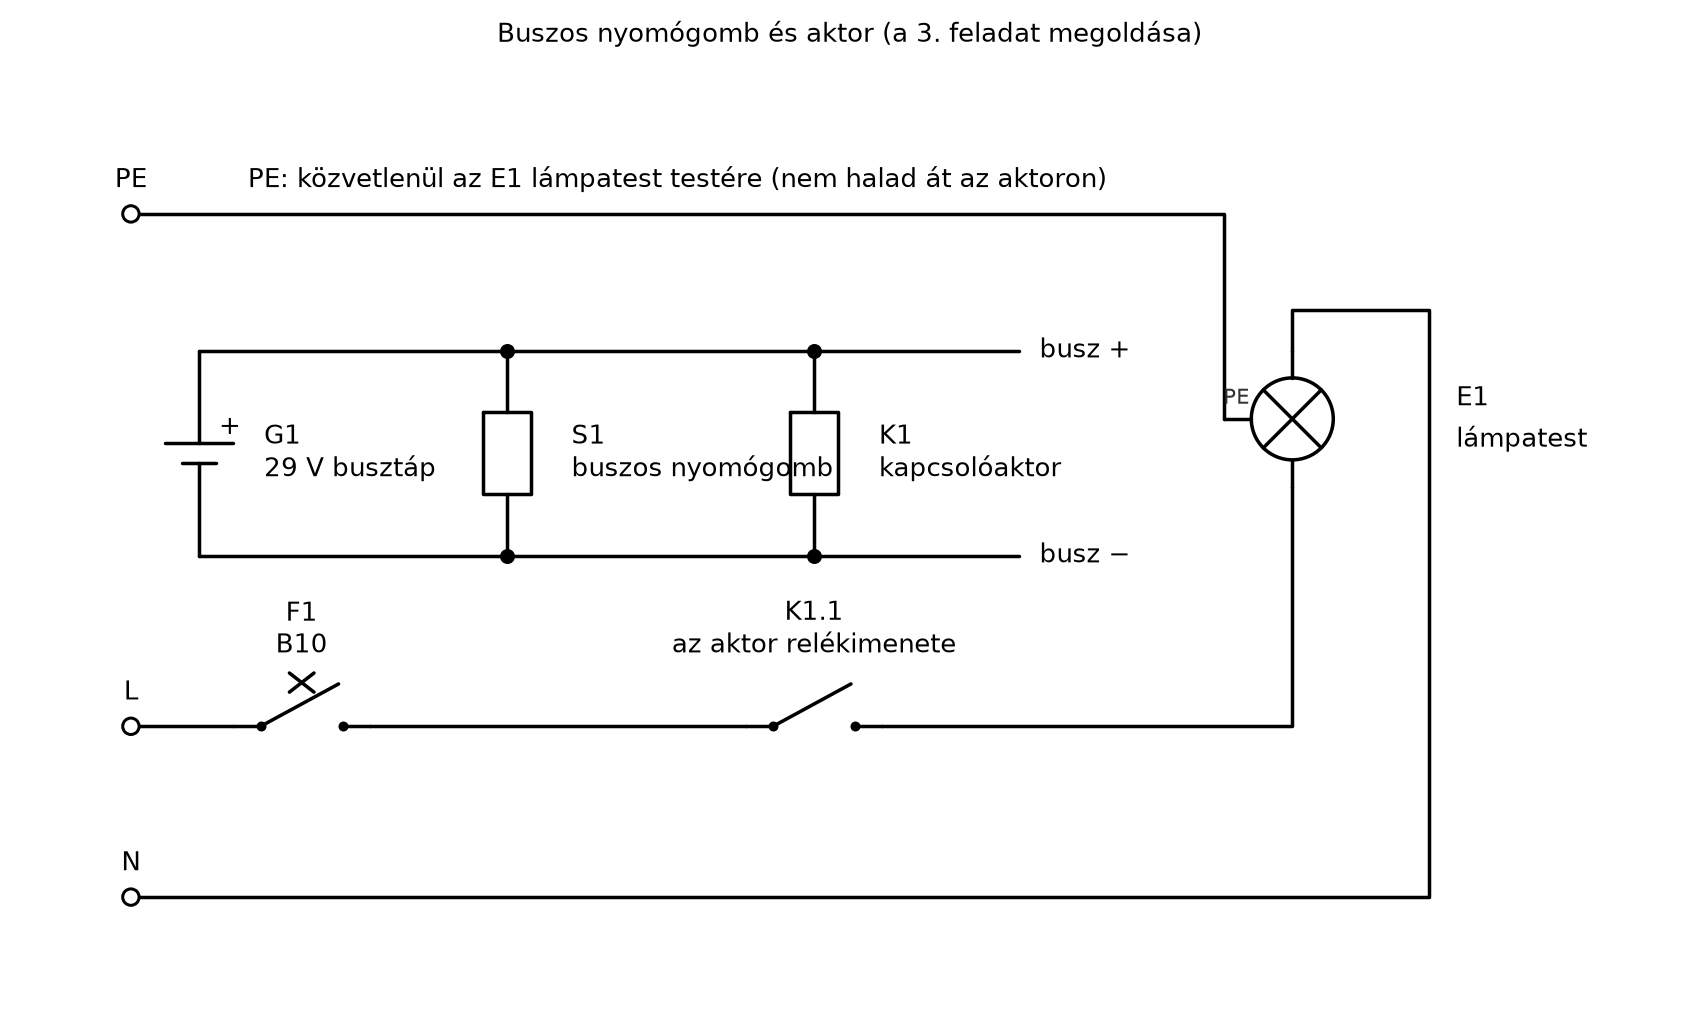 Buszos nyomógomb és aktor (a 3. feladat megoldása)
PE
PE: közvetlenül az E1 lámpatest testére (nem halad át az aktoron)
busz +
PE
E1
lámpatest
+
G1
29 V busztáp
S1
buszos nyomógomb
K1
kapcsolóaktor
busz −
F1
B10
K1.1
az aktor relékimenete
L
N